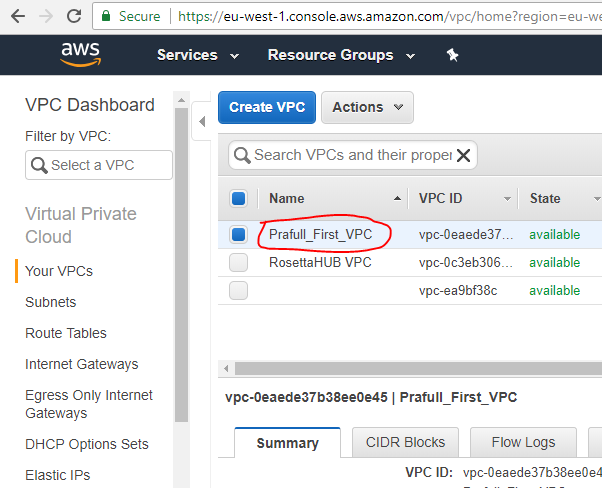 Secure https://eu-west-1.console.aws.amazon.com/vpc/home?region=eu-we
aws Services Resource Groups
VPC Dashboard
Filter by VPC:
Select a VPC
Virtual Private
Cloud
Your VPCs
Subnets
Route Tables
Internet Gateways
Egress Only Internet
Gateways
DHCP Options Sets
Elastic IPs
Create VPC Actions
Search VPCs and their proper
Name VPC ID State
Prafull_First_VPC vpc-0eaede37... available
RosettaHUB VPC vpc-0c3eb306... available
vpc-ea9bf38c available
vpc-0eaede37b38ee0e45 | Prafull_First_VPC
Summary CIDR Blocks Flow Logs
VPC ID: vpc-0eaede37b38ee0e4